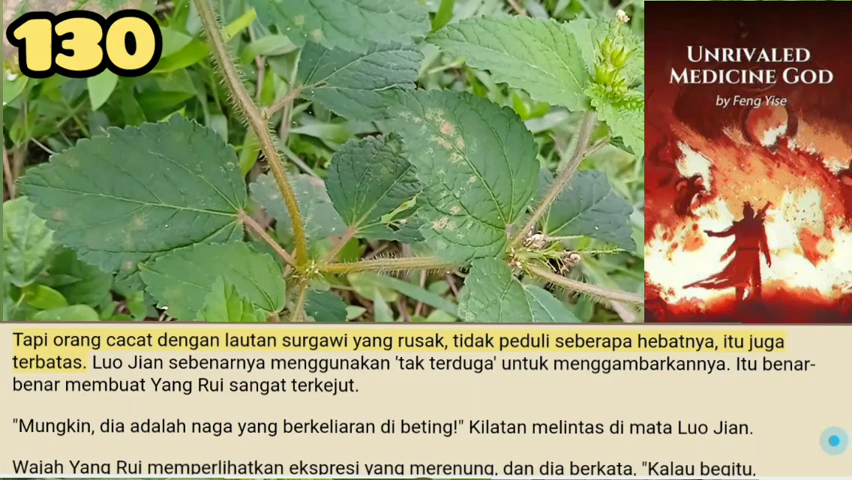 130
UNRIVALED
MEDICINE GOD
by Feng Yise
Tapi orang cacat dengan lautan surgawi yang rusak, tidak peduli seberapa hebatnya, itu juga
terbatas. Luo Jian sebenarnya menggunakan 'tak terduga' untuk menggambarkannya. Itu benar-
benar membuat Yang Rui sangat terkejut.
"Mungkin, dia adalah naga yang berkeliaran di beting!" Kilatan melintas di mata Luo Jian.
Wajah Yang Rui memperlihatkan ekspresi yang merenung, dan dia berkata, "Kalau begitu,